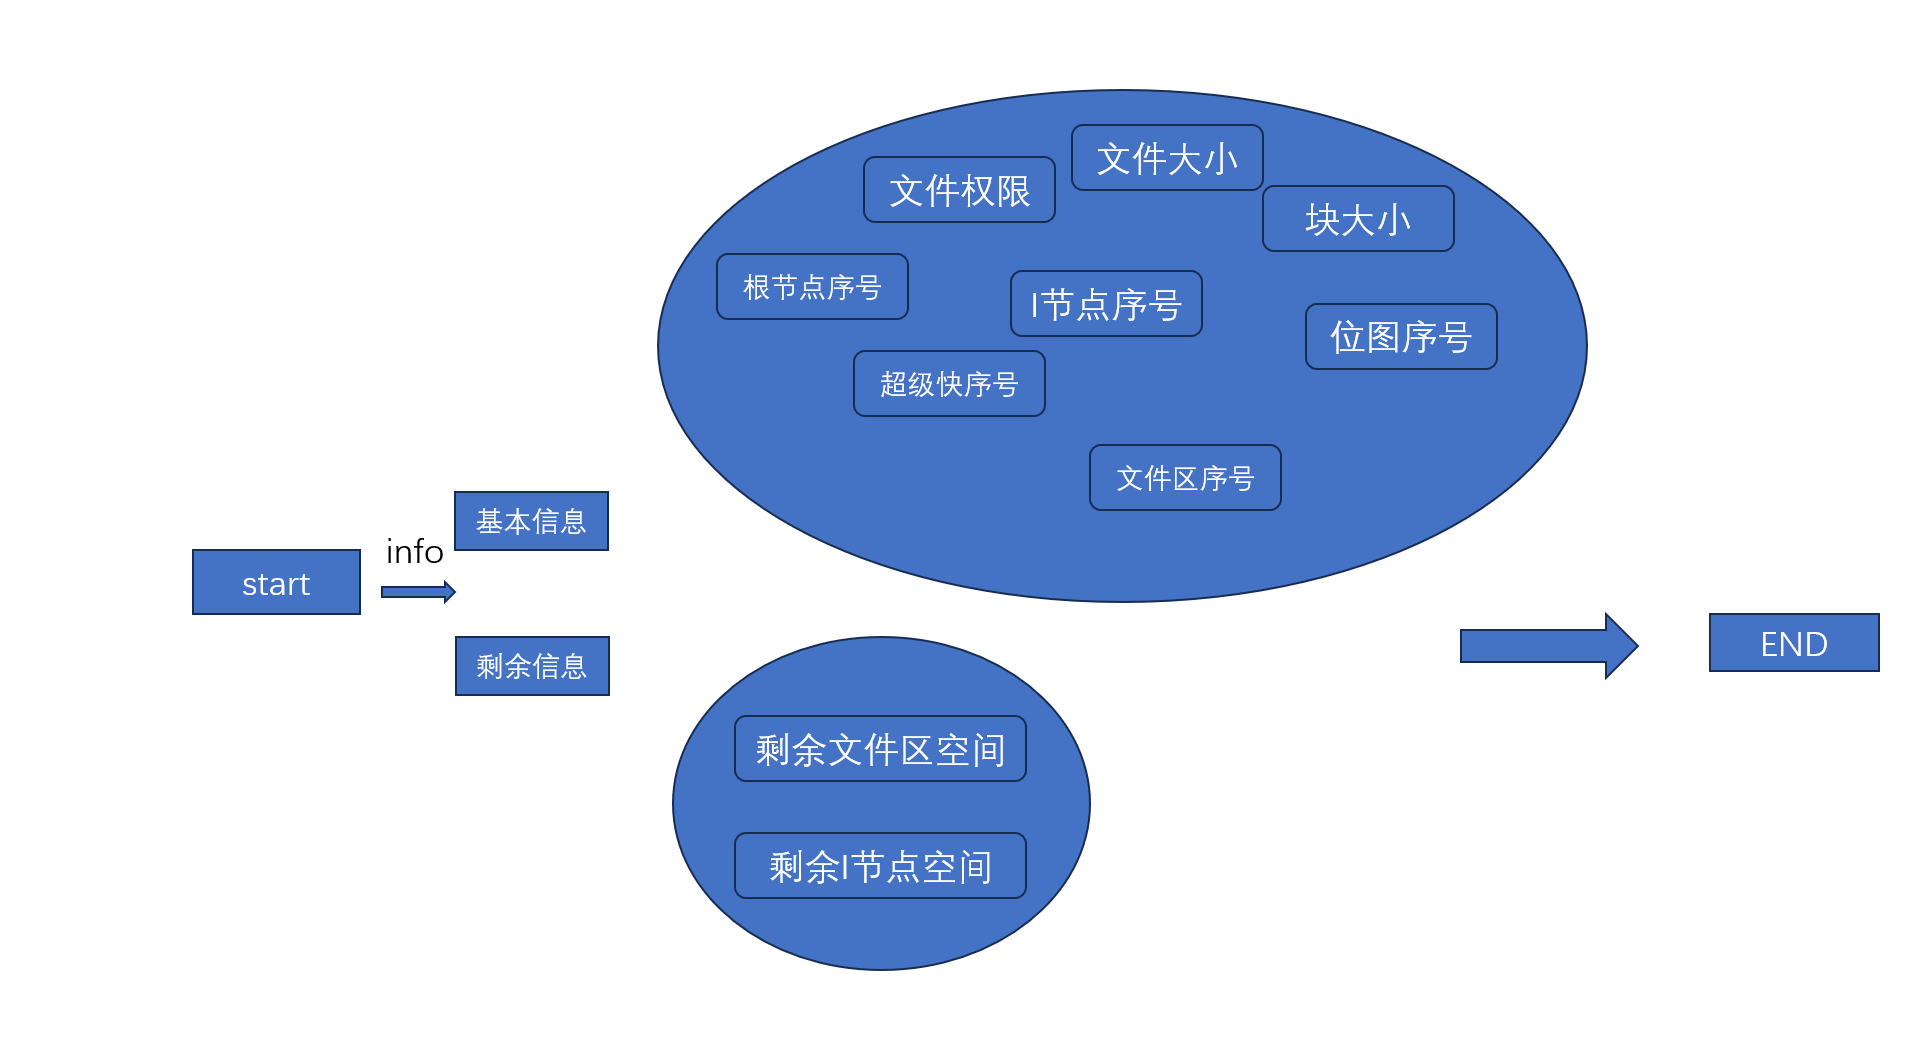 start
info
基本信息
剩余信息
文件大小
文件权限
块大小
根节点序号
I节点序号
位图序号
超级快序号
文件区序号
剩余文件区空间
剩余I节点空间
END